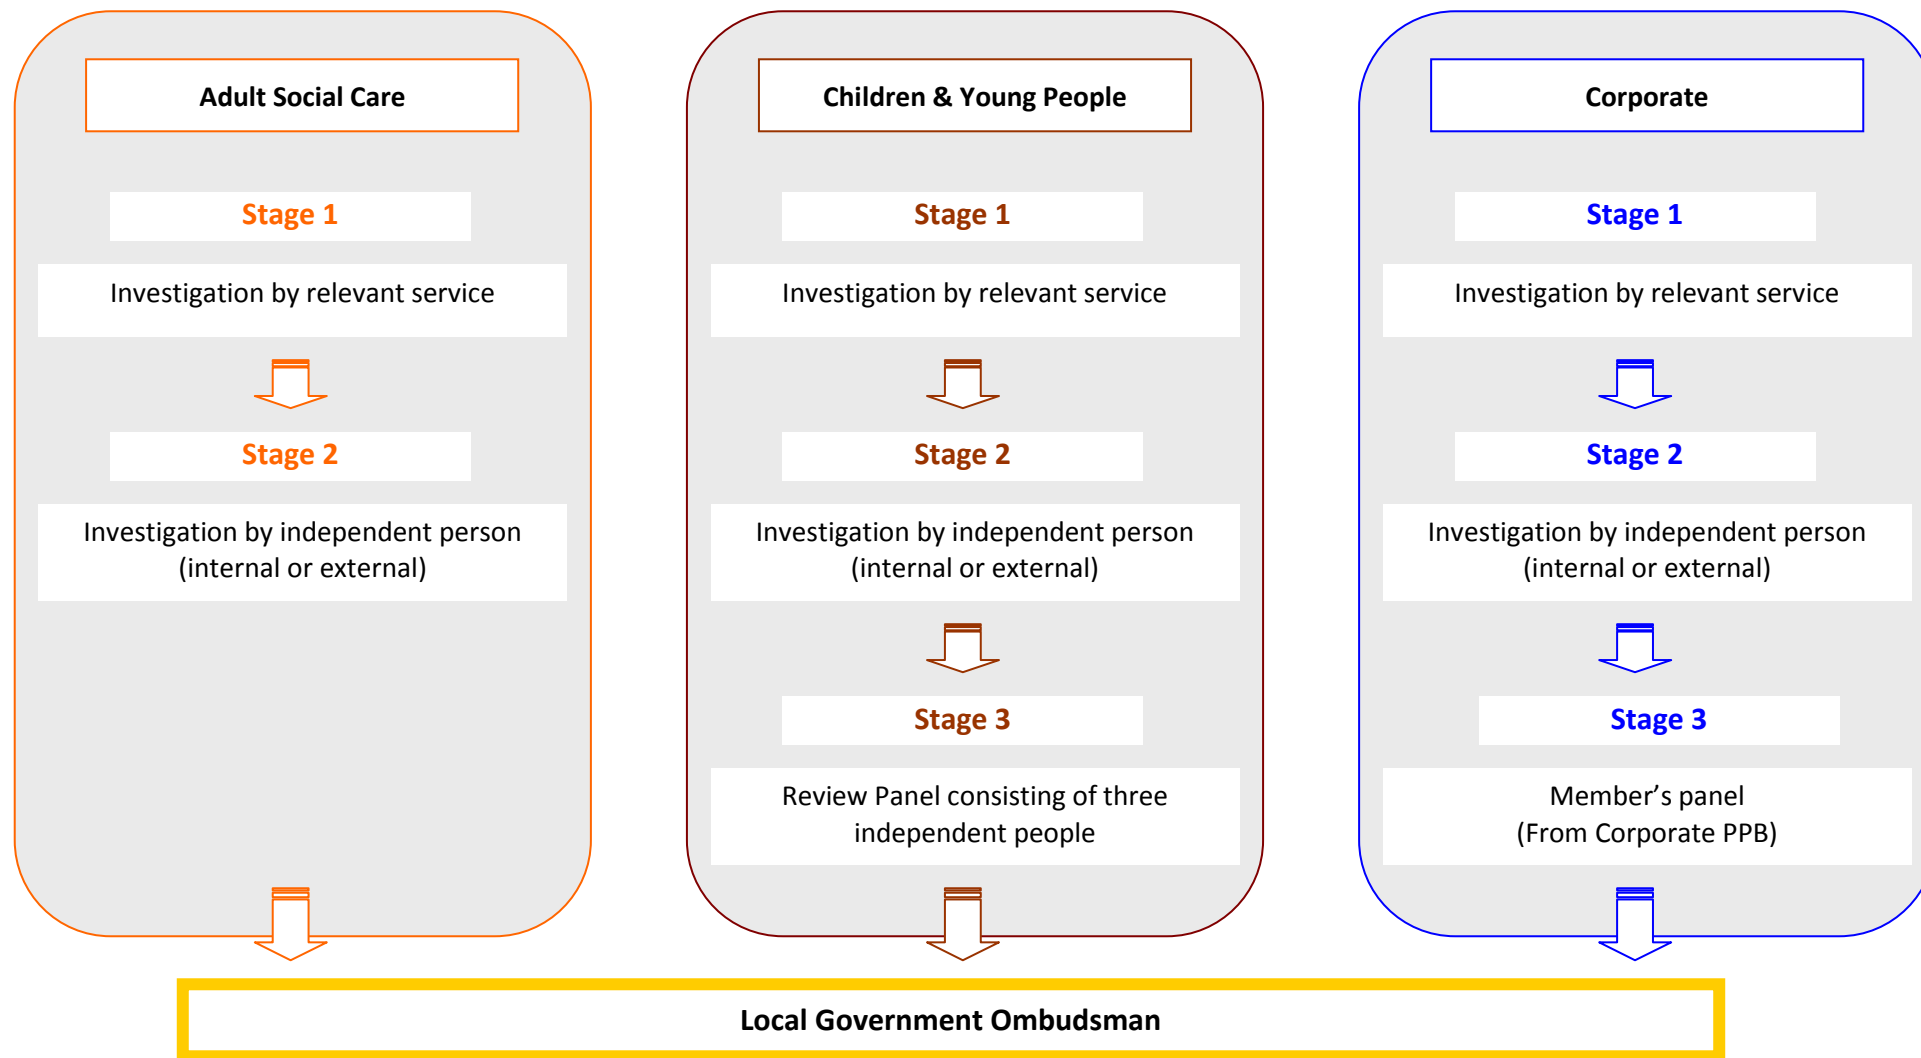 Adult Social Care
Stage 1
Investigation by relevant service
Stage 2
Investigation by independent person
(internal or external)
Children & Young People
Stage 1
Investigation by relevant service
Stage 2
Investigation by independent person
(internal or external)
Stage 3
Review Panel consisting of three
independent people
Corporate
Stage 1
Investigation by relevant service
Stage 2
Investigation by independent person
(internal or external)
Stage 3
Member’s panel
(From Corporate PPB)
Local Government Ombudsman